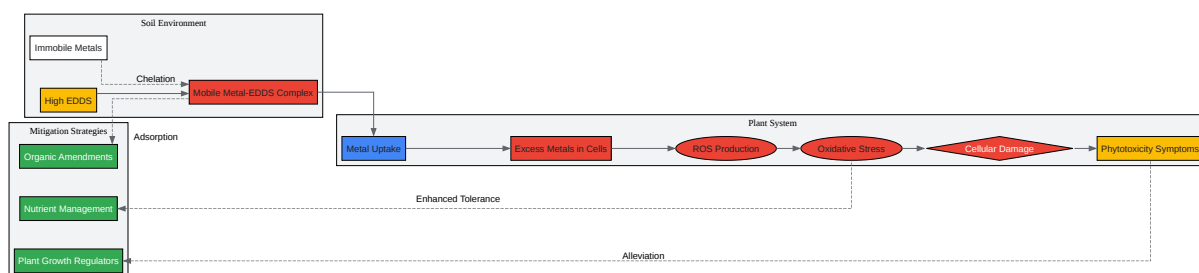 Soil Environment
Immobile Metals
Chelation
High EDDS
Mobile Metal-EDDS Complex
Mitigation Strategies
Adsorption
Organic Amendments
Nutrient Management
Plant Growth Regulators
Plant System
Metal Uptake
Excess Metals in Cells
ROS Production
Oxidative Stress
Cellular Damage
Phytotoxicity Symptoms
Enhanced Tolerance
Alleviation